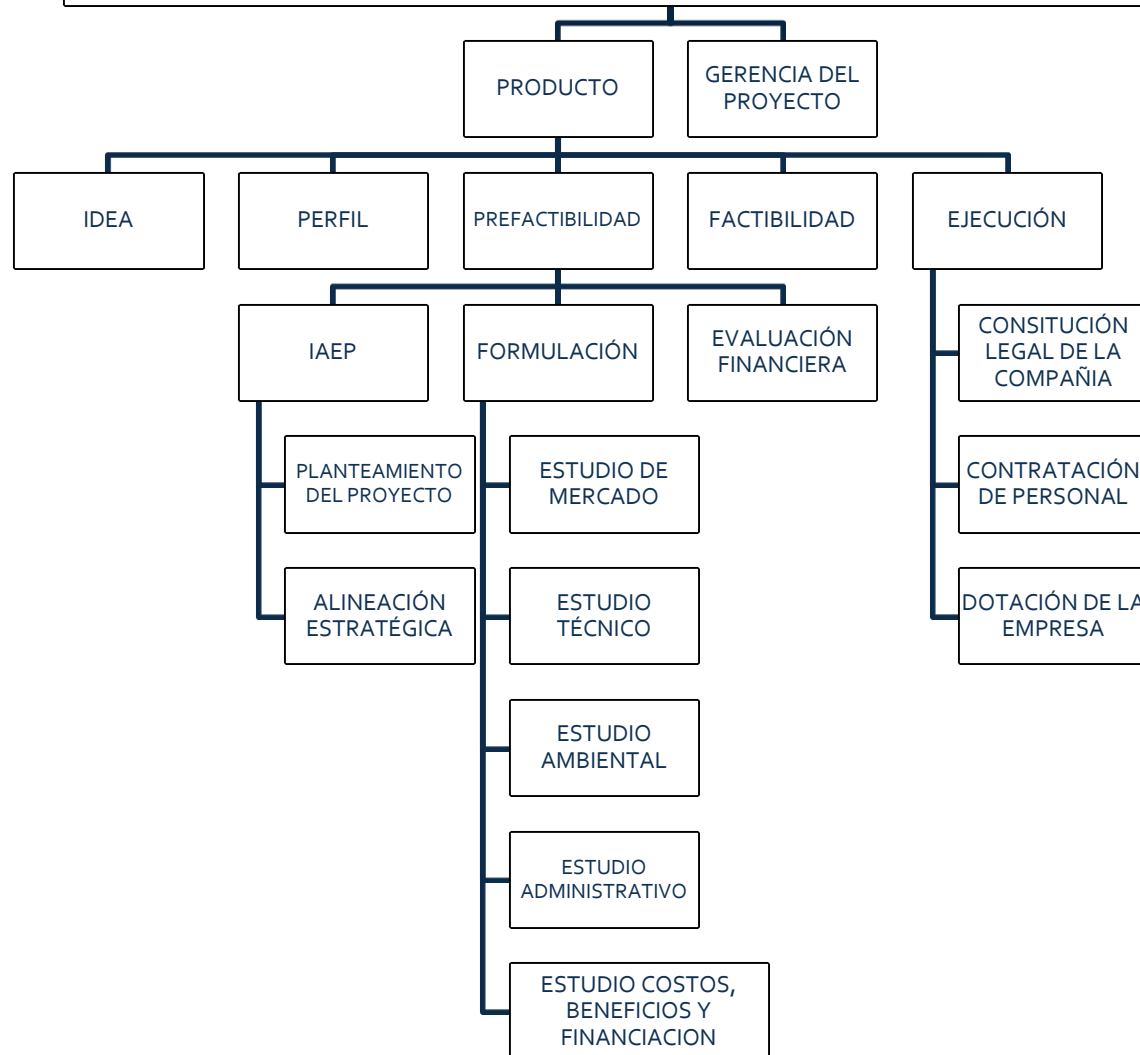 PRODUCTO
GERENCIA DEL
PROYECTO
IDEA
PERFIL
PREFACTIBILIDAD
FACTIBILIDAD
EJECUCIÓN
IAEP
FORMULACIÓN
EVALUACIÓN
FINANCIERA
CONSITUCIÓN
LEGAL DE LA
COMPAÑIA
PLANTEAMIENTO
DEL PROYECTO
ESTUDIO DE
MERCADO
CONTRATACIÓN
DE PERSONAL
ALINEACIÓN
ESTRATÉGICA
ESTUDIO
TÉCNICO
DOTACIÓN DE LA
EMPRESA
ESTUDIO
AMBIENTAL
ESTUDIO
ADMINISTRATIVO
ESTUDIO COSTOS,
BENEFICIOS Y
FINANCIACION